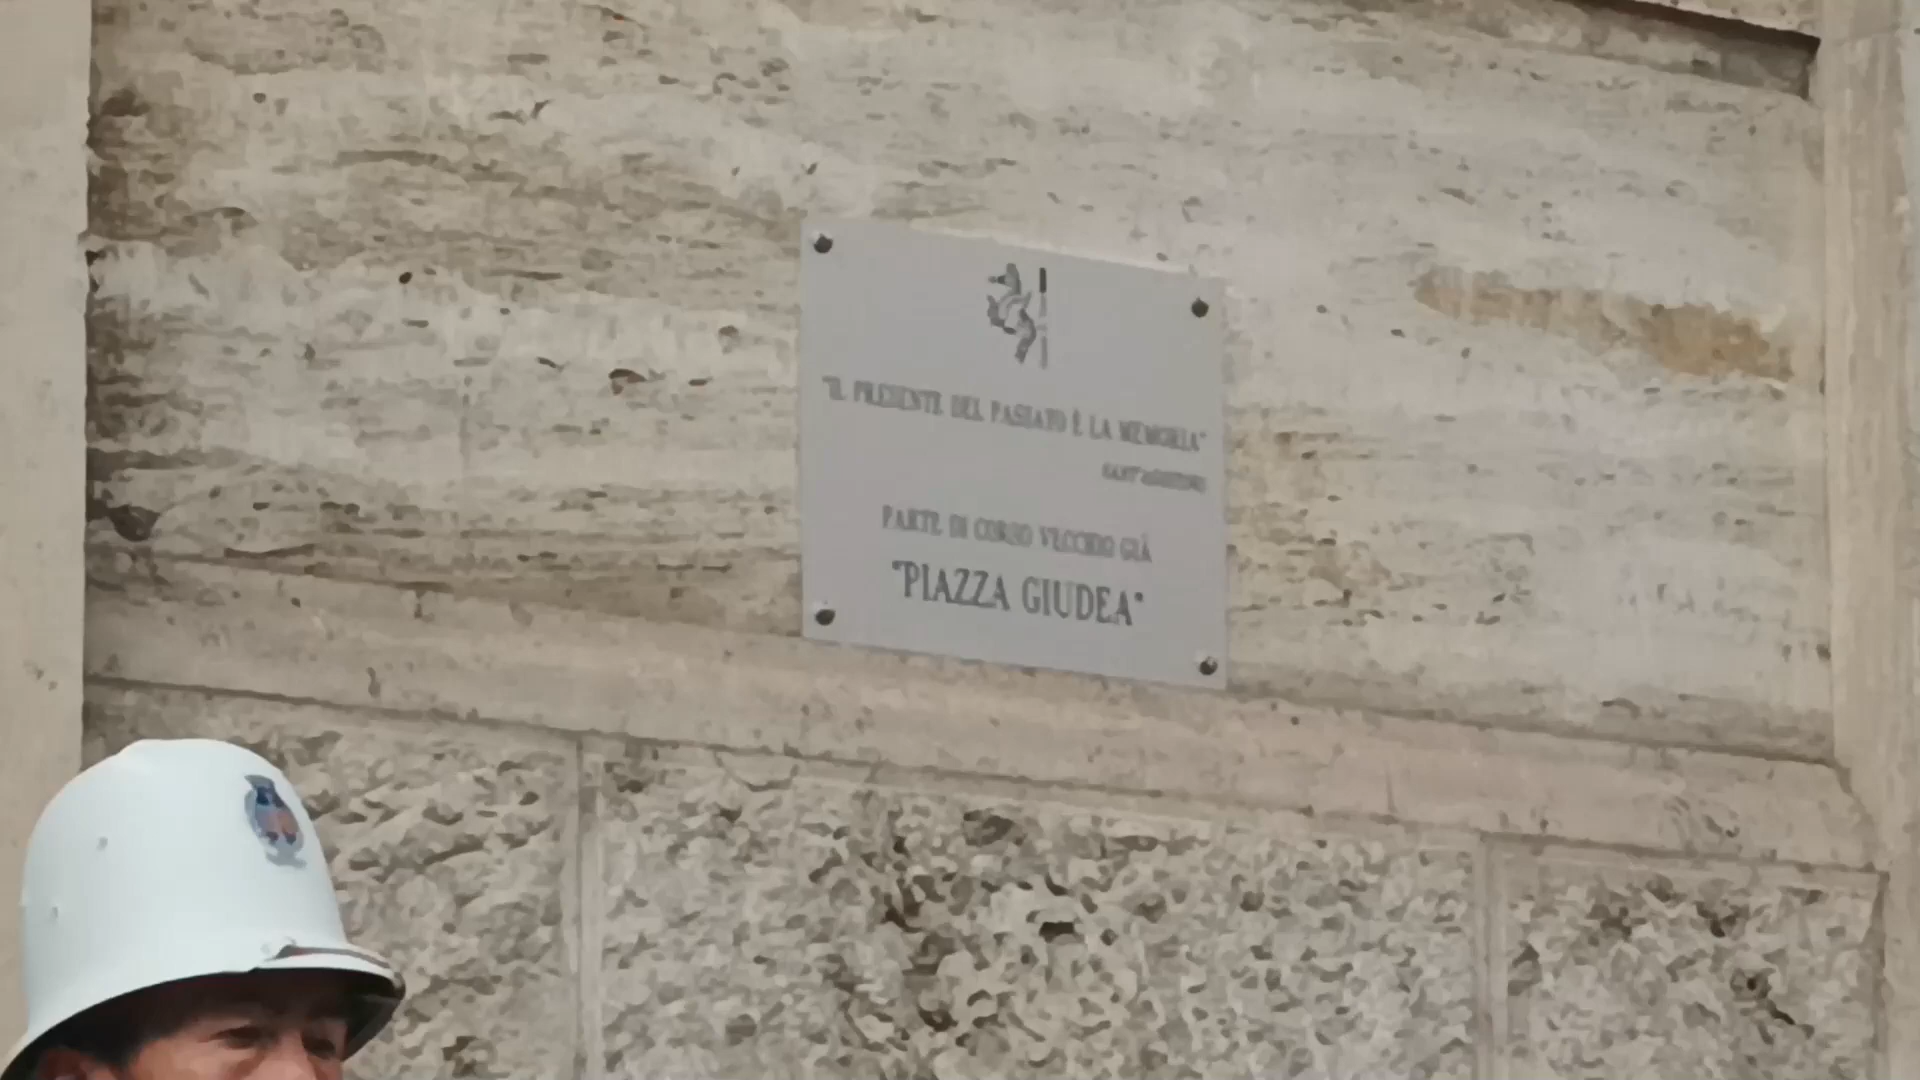 "IL PRESENTE DEL PASSATO È LA MEMORIA"
SANT'AGOSTINO
PARTE DI CORSO VECCHIO GIÀ
"PIAZZA GIUDEA"